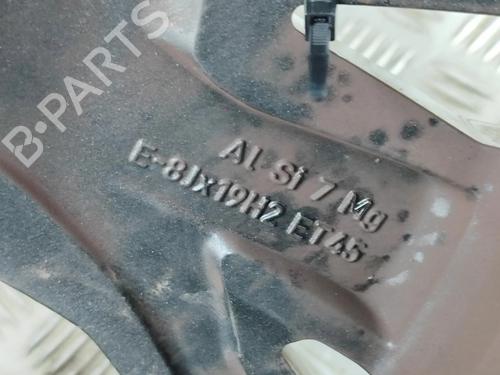 B-PARTS
Al Si 7 Mg
E-8Jx19H2 ET45